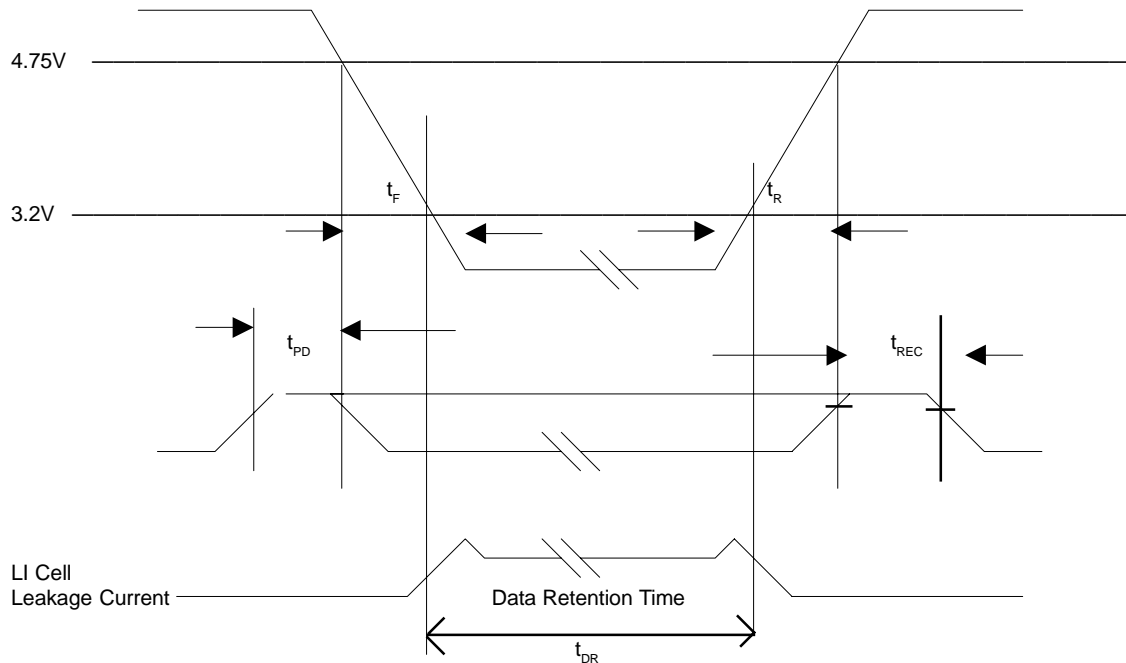 4.75V
t_F
t_R
3.2V
t_PD
t_REC
LI Cell
Leakage Current
Data Retention Time
t_DR